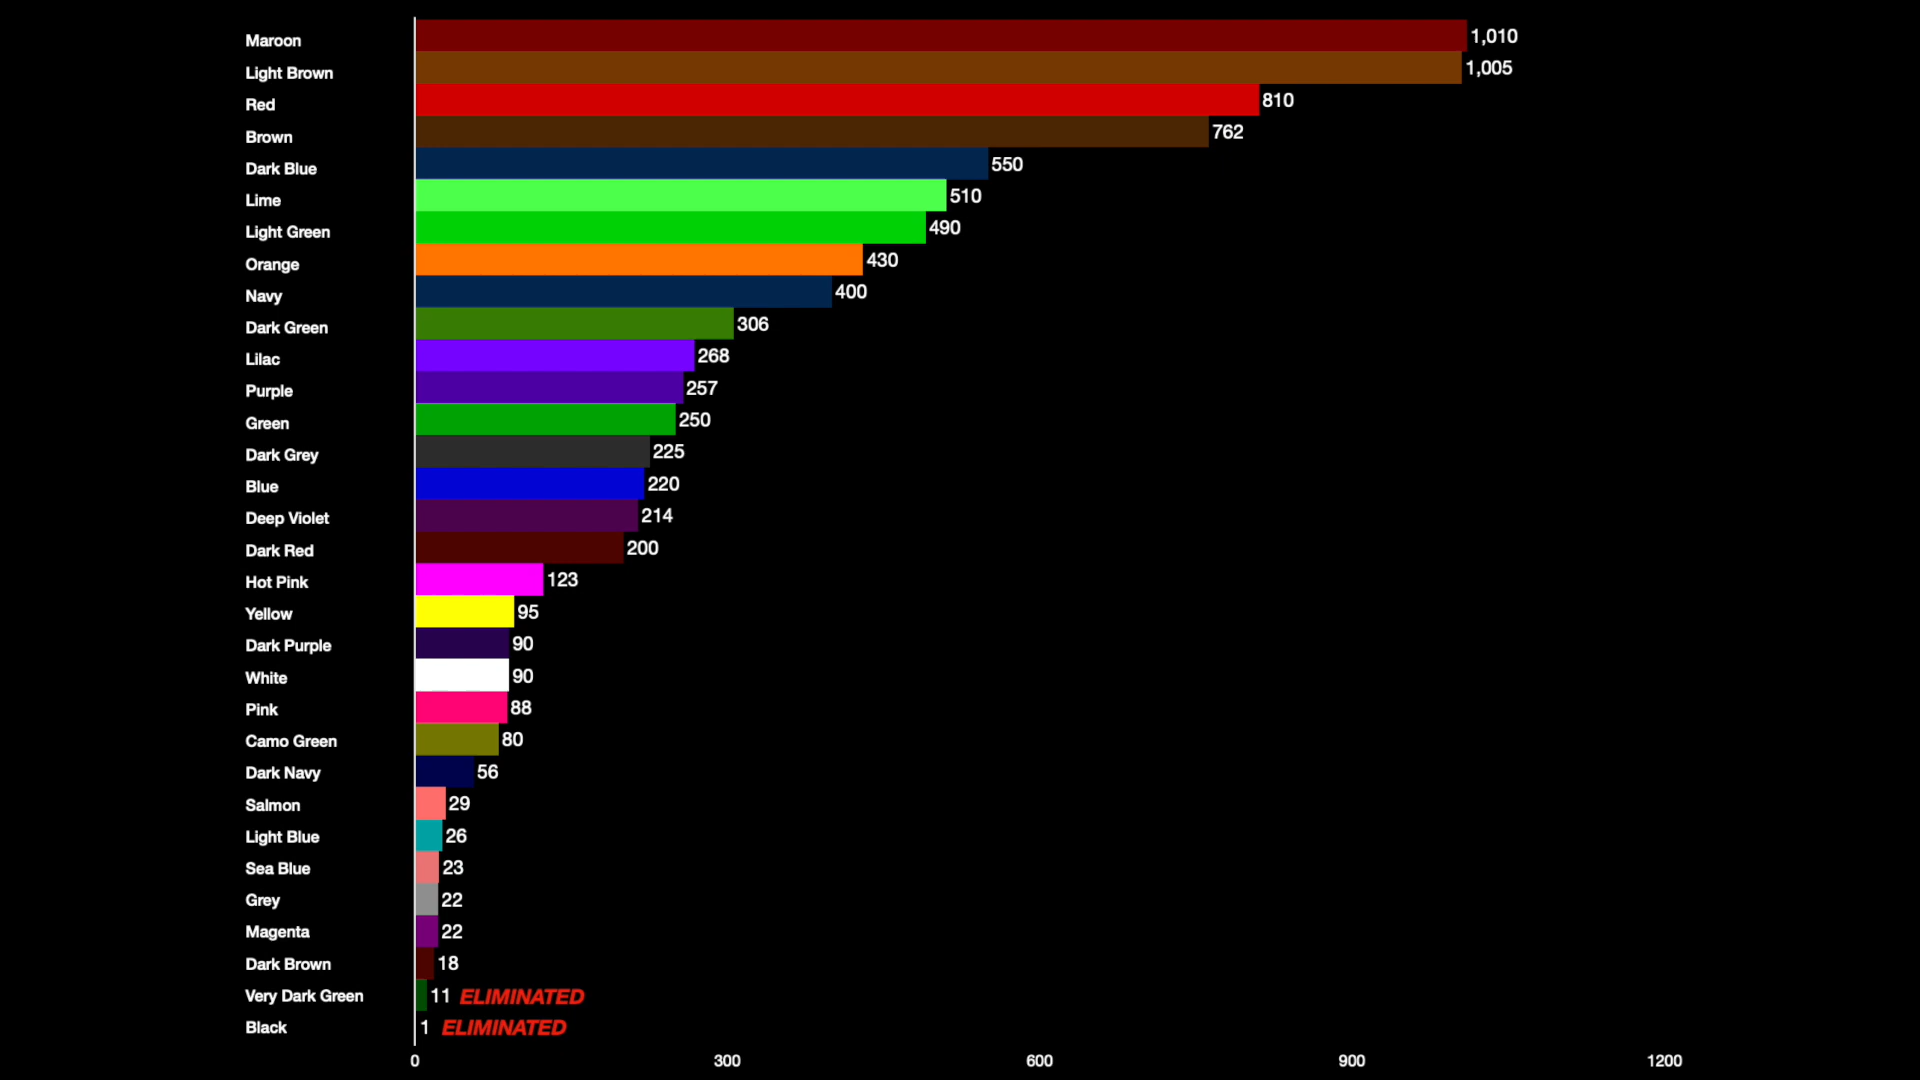 Maroon 1,010
Light Brown 1,005
Red 810
Brown 762
Dark Blue 550
Lime 510
Light Green 490
Orange 430
Navy 400
Dark Green 306
Lilac 268
Purple 257
Green 250
Dark Grey 225
Blue 220
Deep Violet 214
Dark Red 200
Hot Pink 123
Yellow 95
Dark Purple 90
White 90
Pink 88
Camo Green 80
Dark Navy 56
Salmon 29
Light Blue 26
Sea Blue 23
Grey 22
Magenta 22
Dark Brown 18
Very Dark Green 11 ELIMINATED
Black 1 ELIMINATED
0 300 600 900 1200